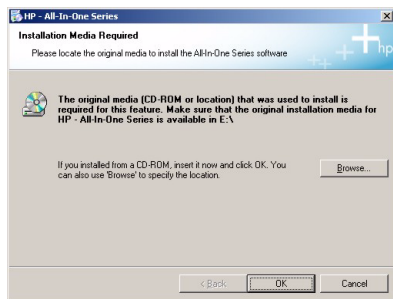 HP - All-In-One Series
Installation Media Required
Please locate the original media to install the All-In-One Series software
hp
The original media (CD-ROM or location) that was used to
install is required for this feature. Make sure that the original installation media for
HP - All-In-One Series is available in E:\
If you installed from a CD-ROM, insert it now and click OK. You
can also use 'Browse' to specify the location.
Browse...
< Back
OK
Cancel